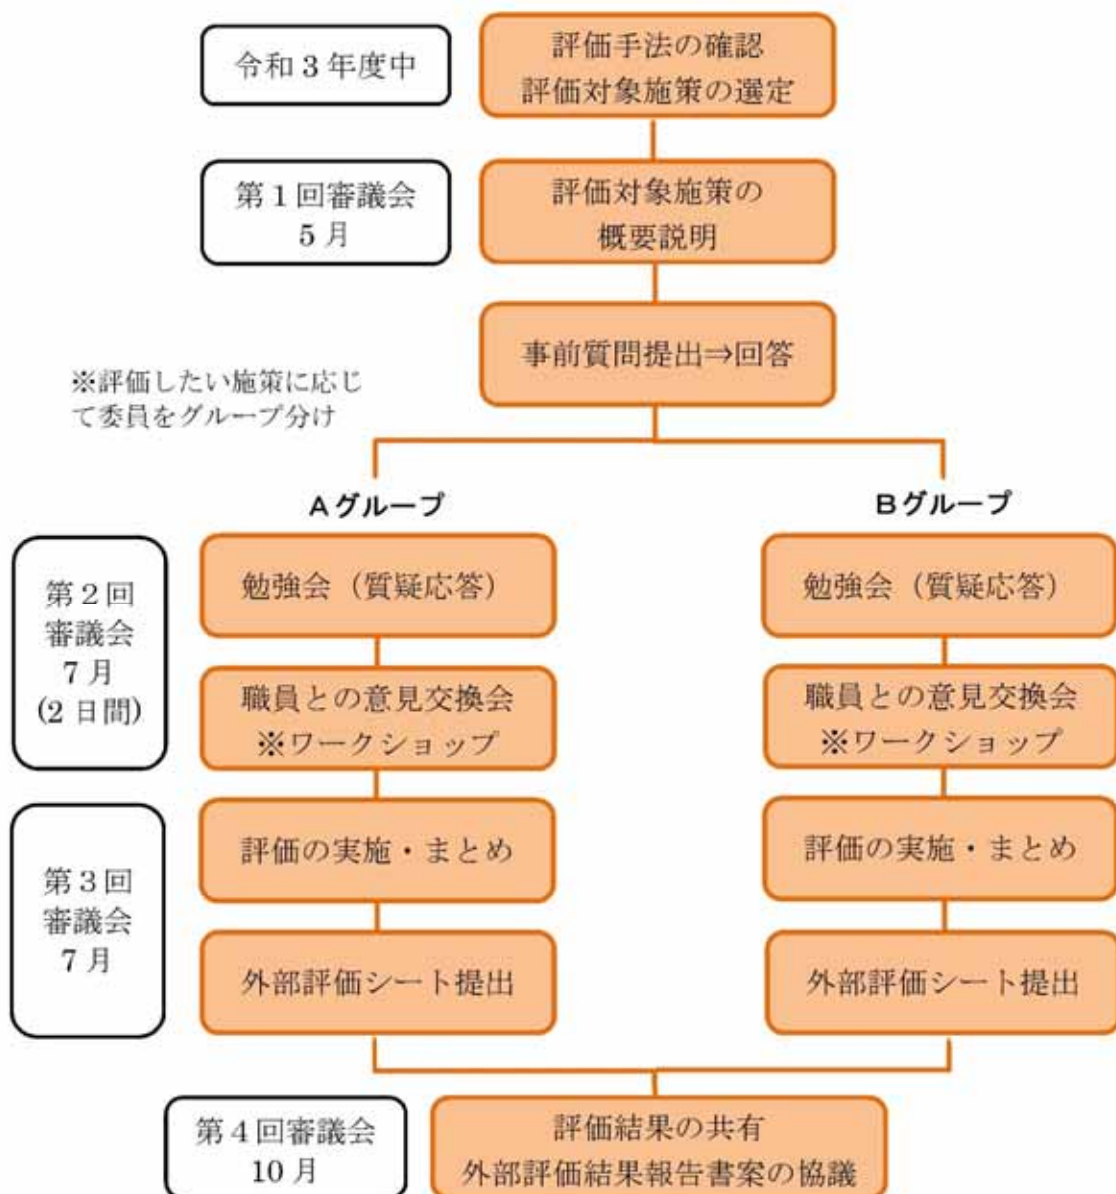 令和３年度中
評価手法の確認
評価対象施策の選定
第１回審議会
５月
評価対象施策の
概要説明
事前質問提出⇒回答
※評価したい施策に応じ
て委員をグループ分け
Ａグループ
Ｂグループ
第２回
審議会
７月
(2 日間)
勉強会（質疑応答）
勉強会（質疑応答）
職員との意見交換会
※ワークショップ
職員との意見交換会
※ワークショップ
第３回
審議会
７月
評価の実施・まとめ
評価の実施・まとめ
外部評価シート提出
外部評価シート提出
第４回審議会
10 月
評価結果の共有
外部評価結果報告書案の協議